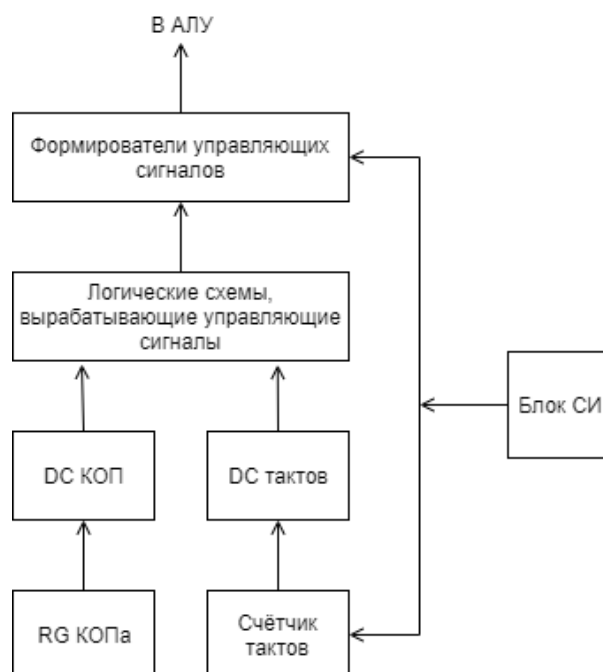 В АЛУ
Формирователи управляющих
сигналов
Логические схемы,
вырабатывающие управляющие
сигналы
Блок СИ
DC КОП
DC тактов
RG КОПа
Счётчик
тактов